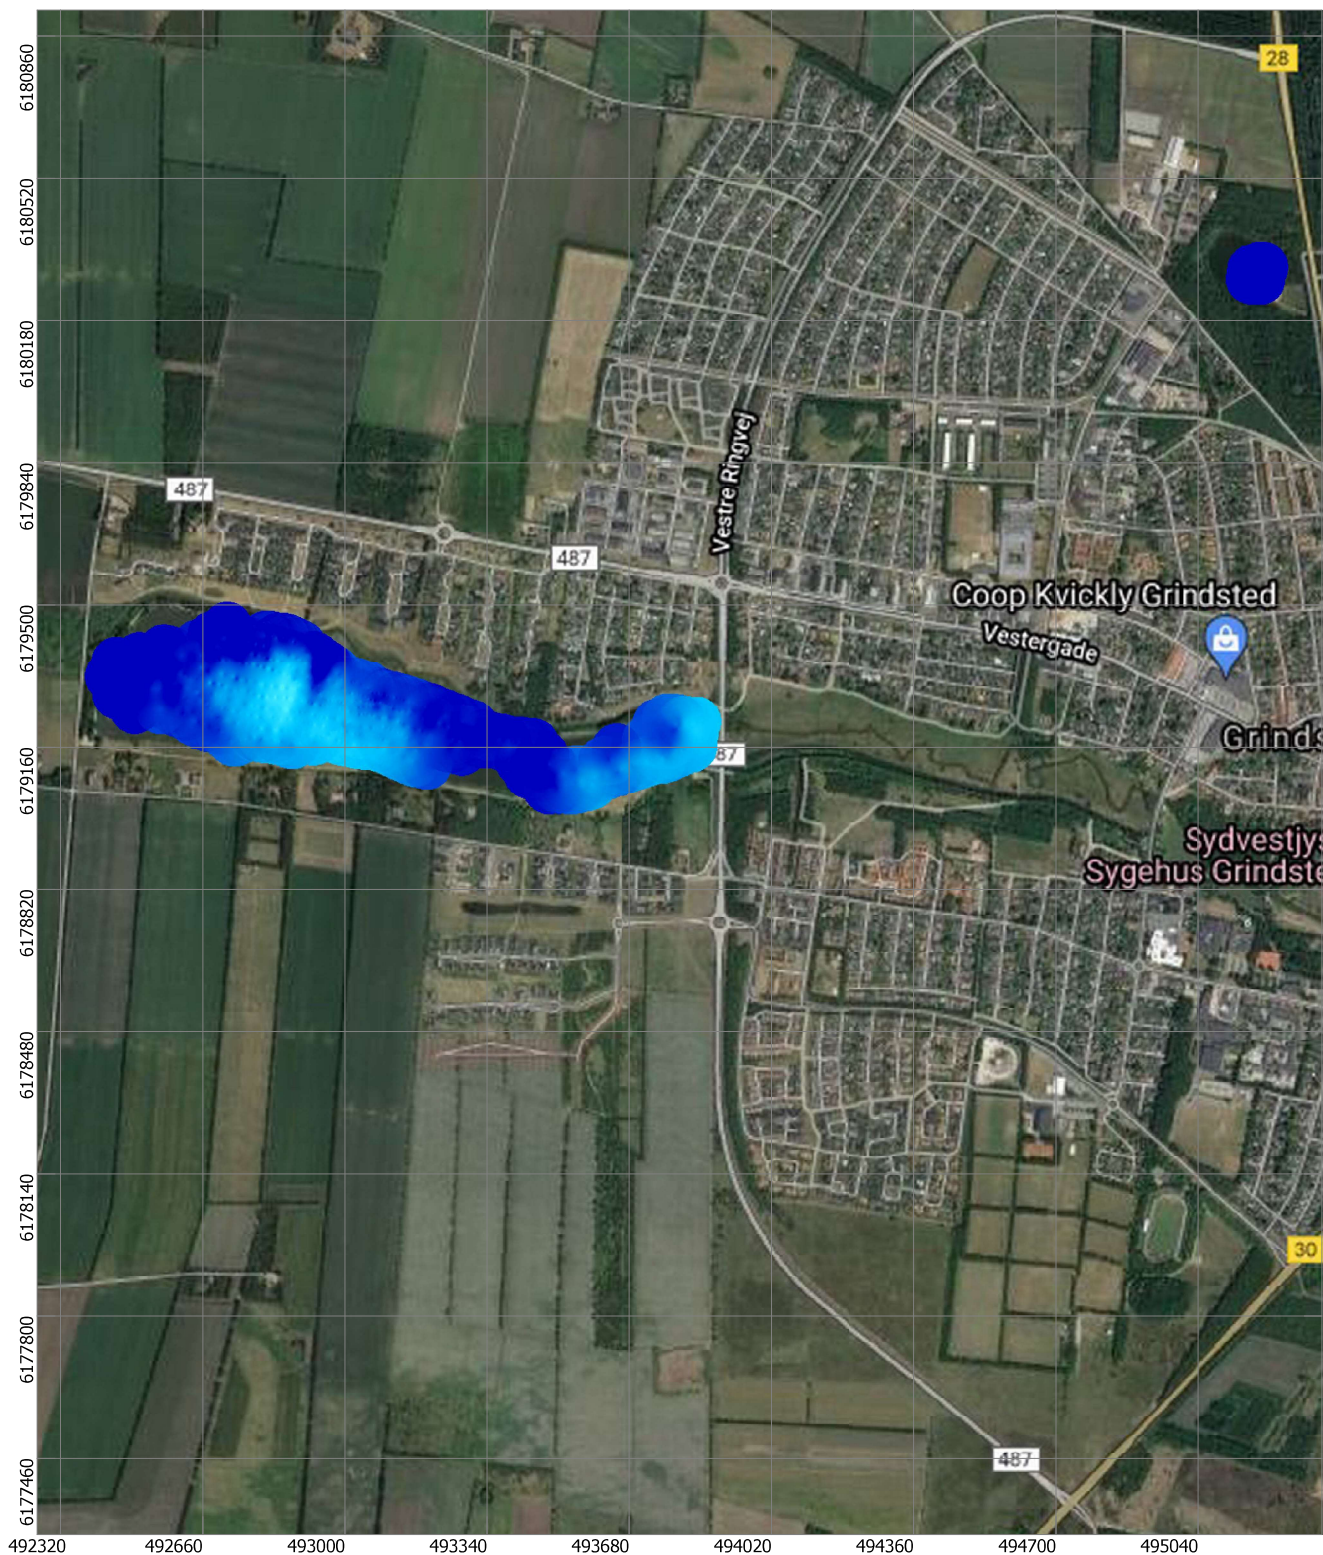 28
6180860
6180520
6180180
6179840
487
Vestre Ringvej
487
Coop Kvickly Grindsted
Vestergade
6179500
Grinds
87
6179160
Sydvestjys
Sygehus Grindste
6178820
6178480
6178140
30
6177800
6177460
487
492320 492660 493000 493340 493680 494020 494360 494700 495040